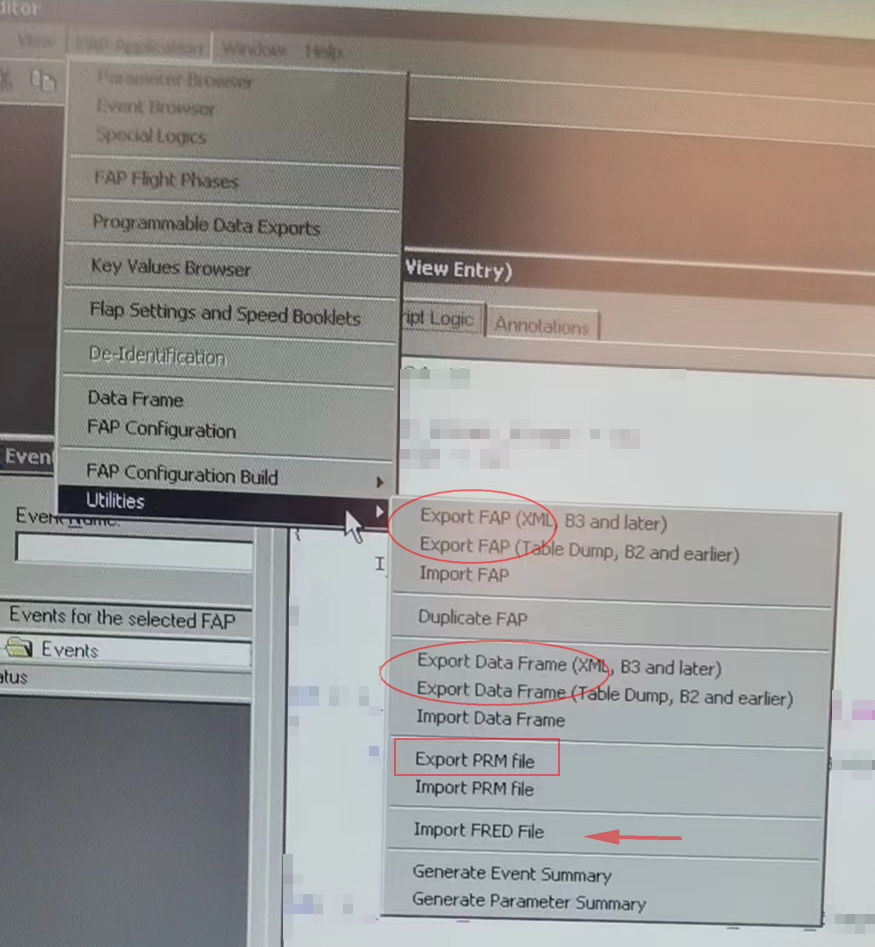 ditor
View FAP Application Window Help
Parameter Browser
Event Browser
Special Logics
FAP Flight Phases
Programmable Data Exports
Key Values Browser
View Entry)
Flap Settings and Speed Booklets
ript Logic Annotations
De-Identification
Data Frame
FAP Configuration
Even
FAP Configuration Build
Utilities
Event Name:
{
I
Export FAP (XML, B3 and later)
Export FAP (Table Dump, B2 and earlier)
Import FAP
Events for the selected FAP
Duplicate FAP
Events
atus
Export Data Frame (XML, B3 and later)
Export Data Frame (Table Dump, B2 and earlier)
Import Data Frame
Export PRM file
Import PRM file
Import FRED File
Generate Event Summary
Generate Parameter Summary